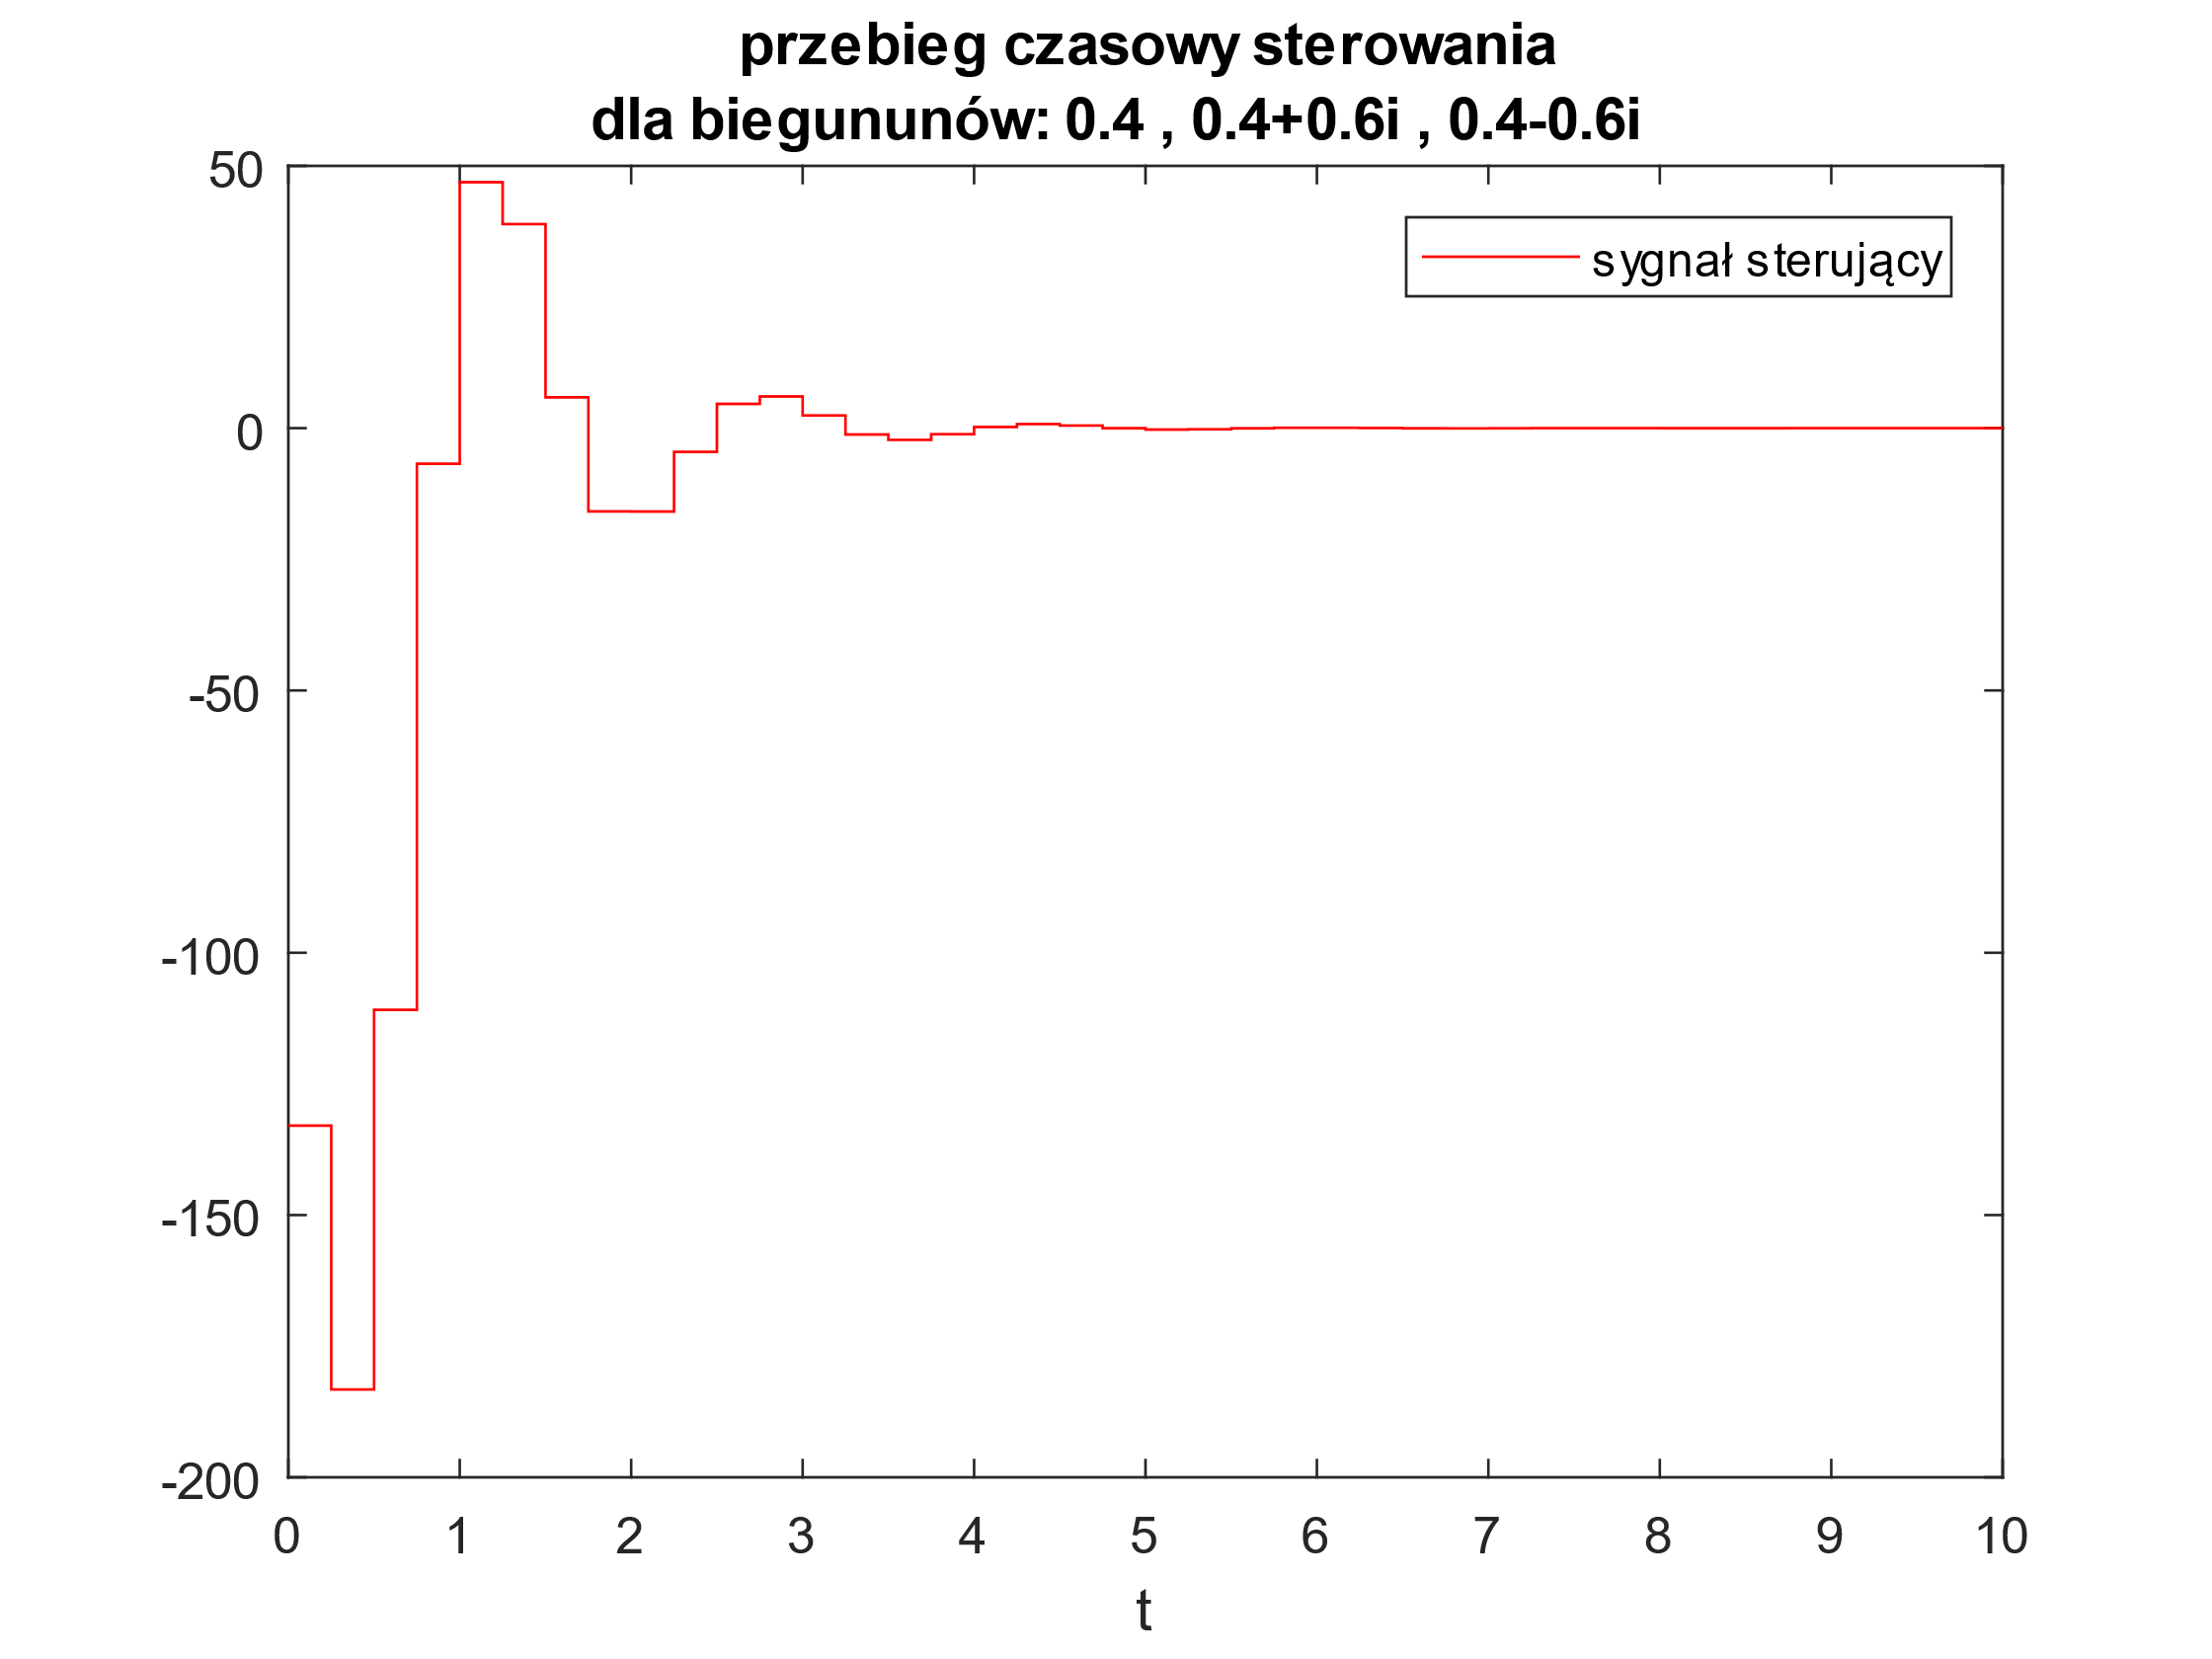 przebieg czasowy sterowania
dla biegununów: 0.4 , 0.4+0.6i , 0.4-0.6i
50
sygnał sterujący
0
-50
-100
-150
-200
0 1 2 3 4 5 6 7 8 9 10
t